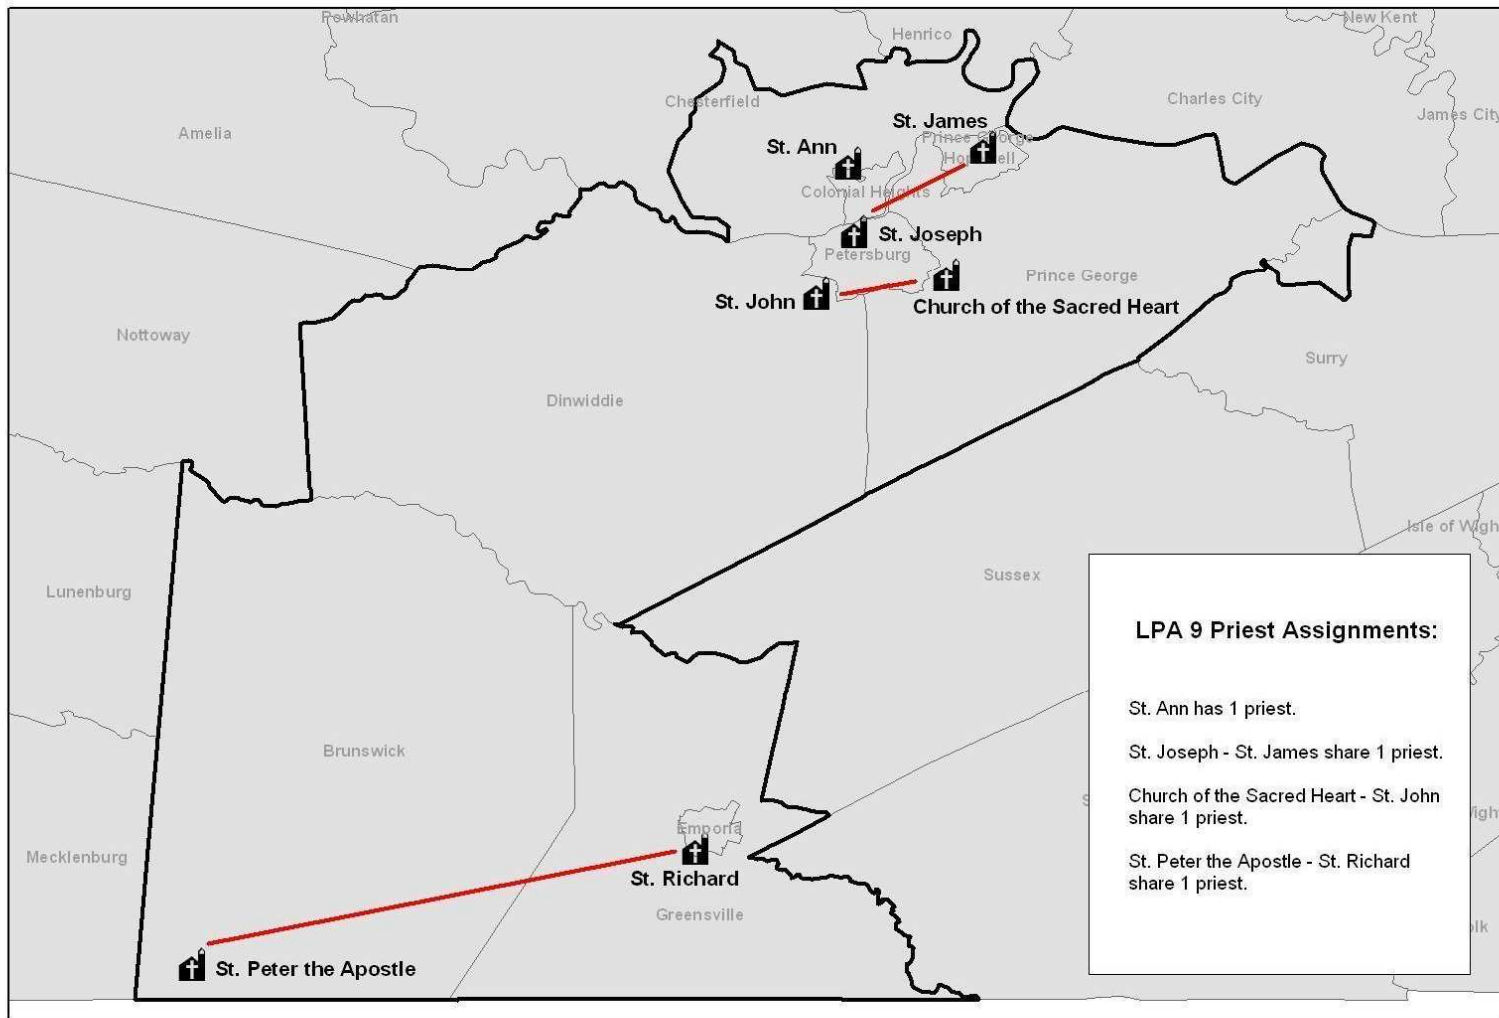 Powhatan
Henrico
New Kent
Chesterfield
Charles City
James City
Amelia
St. James
Prince George
St. Ann
Hopewell
Colonial Heights
St. Joseph
Petersburg
Prince George
St. John
Church of the Sacred Heart
Nottoway
Surry
Dinwiddie
Isle of Wigh
Sussex
Lunenburg
LPA 9 Priest Assignments:
St. Ann has 1 priest.
St. Joseph - St. James share 1 priest.
Church of the Sacred Heart - St. John
share 1 priest.
St. Peter the Apostle - St. Richard
share 1 priest.
Brunswick
Emporia
Mecklenburg
St. Richard
Greensville
St. Peter the Apostle